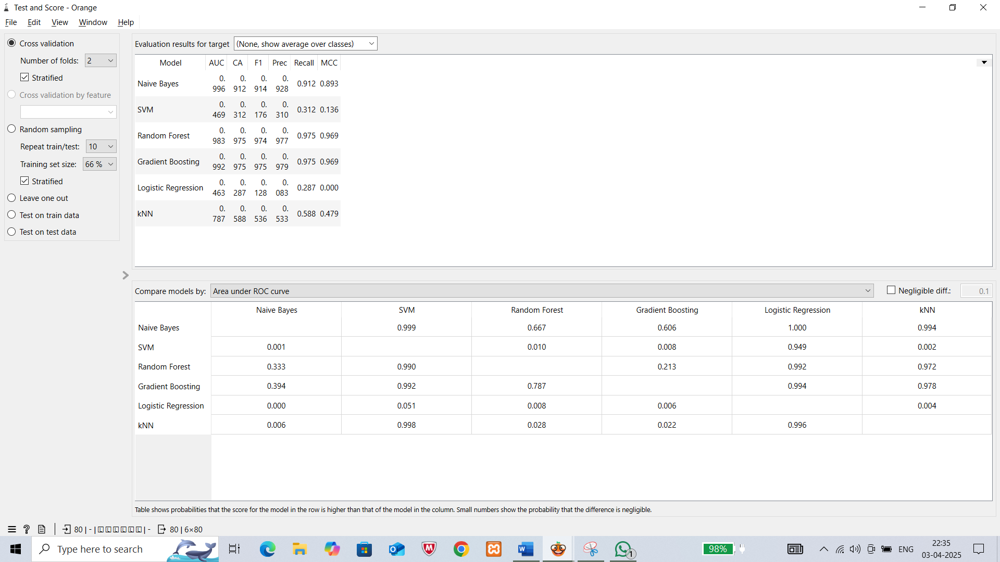 Test and Score - Orange
File Edit View Window Help
Cross validation
Number of folds: 2
Stratified
Cross validation by feature
Random sampling
Repeat train/test: 10
Training set size: 66 %
Stratified
Leave one out
Test on train data
Test on test data
Evaluation results for target (None, show average over classes)
Model AUC CA F1 Prec Recall MCC
Naive Bayes 0.996 0.912 0.914 0.928 0.912 0.893
SVM 0.469 0.312 0.176 0.310 0.312 0.136
Random Forest 0.983 0.975 0.974 0.977 0.975 0.969
Gradient Boosting 0.992 0.975 0.975 0.979 0.975 0.969
Logistic Regression 0.463 0.287 0.128 0.083 0.287 0.000
kNN 0.787 0.588 0.536 0.533 0.588 0.479
Compare models by: Area under ROC curve Negligible diff.: 0.1
Naive Bayes SVM Random Forest Gradient Boosting Logistic Regression kNN
Naive Bayes 0.999 0.667 0.606 1.000 0.994
SVM 0.001 0.010 0.008 0.949 0.002
Random Forest 0.333 0.990 0.213 0.992 0.972
Gradient Boosting 0.394 0.992 0.787 0.994 0.978
Logistic Regression 0.000 0.051 0.008 0.006 0.004
kNN 0.006 0.998 0.028 0.022 0.996
Table shows probabilities that the score for the model in the row is higher than that of the model in the column. Small numbers show the probability that the difference is negligible.
80 | - | | - 80 | 6×80
Type here to search
W
1
98%
ENG
22:35
03-04-2025